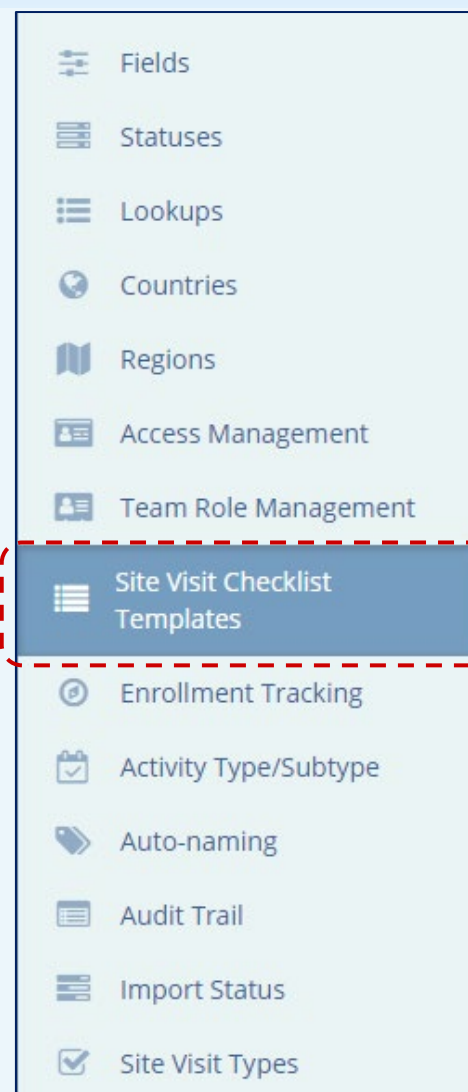 Fields
Statuses
Lookups
Countries
Regions
Access Management
Team Role Management
Site Visit Checklist
Templates
Enrollment Tracking
Activity Type/Subtype
Auto-naming
Audit Trail
Import Status
Site Visit Types